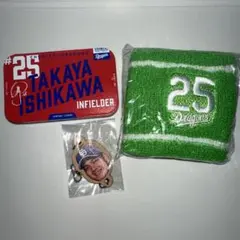 #25
TAKAYA
ISHIKAWA
INFIELDER
25
Dragons